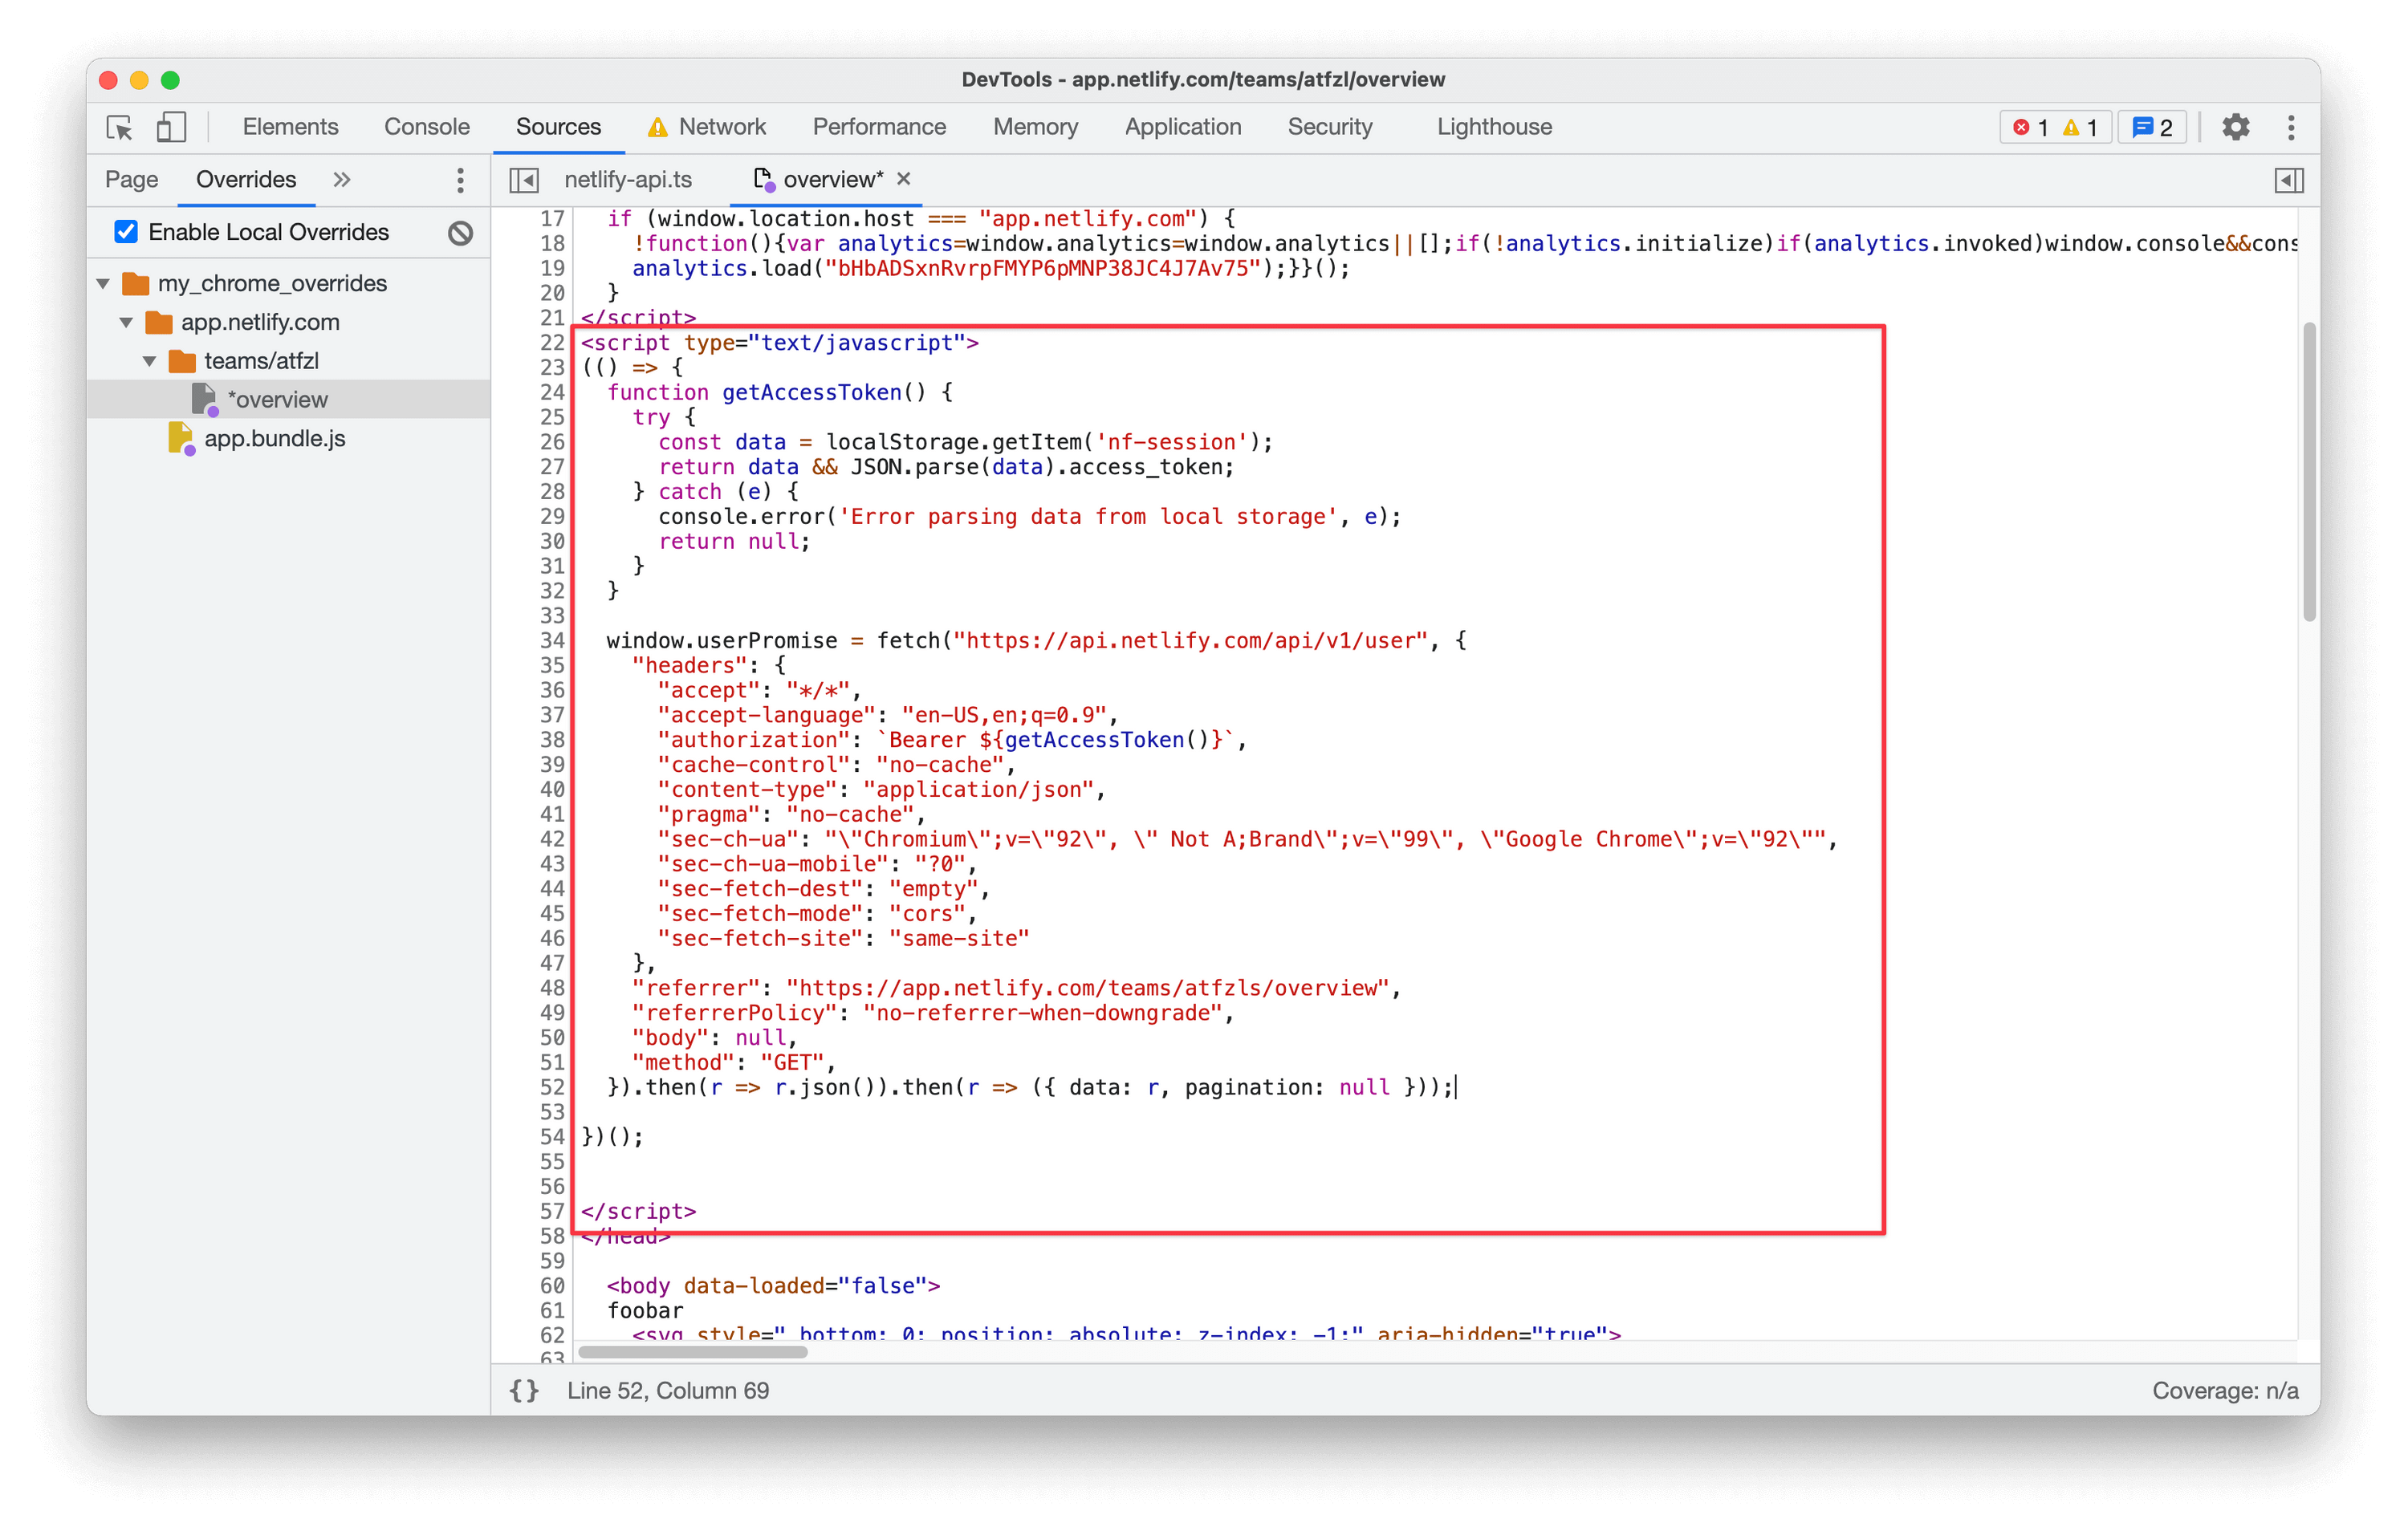 DevTools - app.netlify.com/teams/atfzl/overview
Elements Console Sources Network Performance Memory Application Security Lighthouse 1 1 2
Page Overrides » netlify-api.ts overview* ×
Enable Local Overrides
my_chrome_overrides
app.netlify.com
teams/atfzl
*overview
app.bundle.js
17 if (window.location.host === "app.netlify.com") {
18 !function(){var analytics=window.analytics=window.analytics||[];if(!analytics.initialize)if(analytics.invoked)window.console&&cons
19 analytics.load("bHbADSxnRvrpFMYP6pMNP38JC4J7Av75");}}();
20 }
21 </script>
22 <script type="text/javascript">
23 (() => {
24 function getAccessToken() {
25 try {
26 const data = localStorage.getItem('nf-session');
27 return data && JSON.parse(data).access_token;
28 } catch (e) {
29 console.error('Error parsing data from local storage', e);
30 return null;
31 }
32 }
33
34 window.userPromise = fetch("https://api.netlify.com/api/v1/user", {
35 "headers": {
36 "accept": "*/*",
37 "accept-language": "en-US,en;q=0.9",
38 "authorization": `Bearer ${getAccessToken()}`,
39 "cache-control": "no-cache",
40 "content-type": "application/json",
41 "pragma": "no-cache",
42 "sec-ch-ua": "\"Chromium\";v=\"92\", \" Not A;Brand\";v=\"99\", \"Google Chrome\";v=\"92\"",
43 "sec-ch-ua-mobile": "?0",
44 "sec-fetch-dest": "empty",
45 "sec-fetch-mode": "cors",
46 "sec-fetch-site": "same-site"
47 },
48 "referrer": "https://app.netlify.com/teams/atfzls/overview",
49 "referrerPolicy": "no-referrer-when-downgrade",
50 "body": null,
51 "method": "GET",
52 }).then(r => r.json()).then(r => ({ data: r, pagination: null }));
53
54 })();
55
56
57 </script>
58 </head>
59
60 <body data-loaded="false">
61 foobar
62 <svg style=" bottom: 0; position: absolute; z-index: -1;" aria-hidden="true">
63
{} Line 52, Column 69 Coverage: n/a